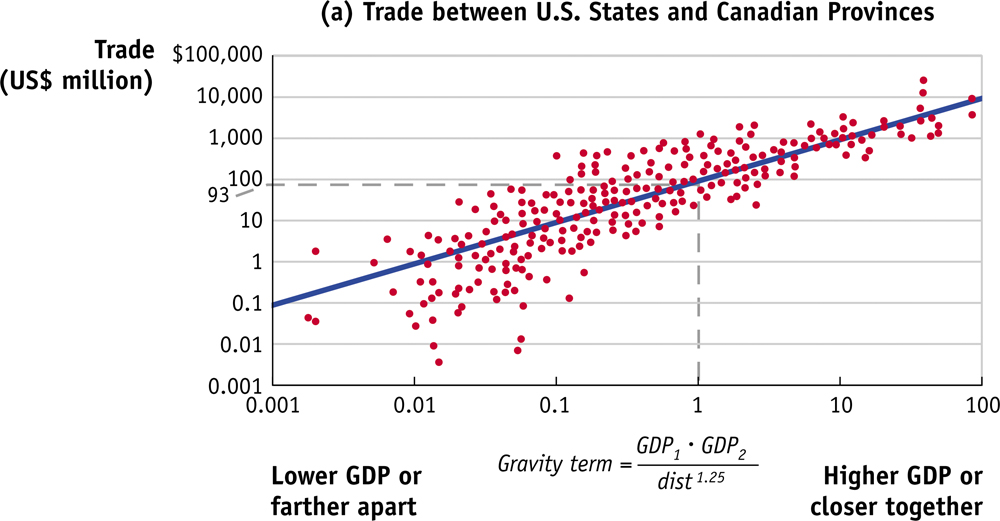 (a) Trade between U.S. States and Canadian Provinces
Trade
(US$ million)
$100,000
10,000
1,000
100
93
10
1
0.1
0.01
0.001
0.001 0.01 0.1 1 10 100
Lower GDP or
farther apart
Gravity term = GDP1 · GDP2
dist 1.25
Higher GDP or
closer together